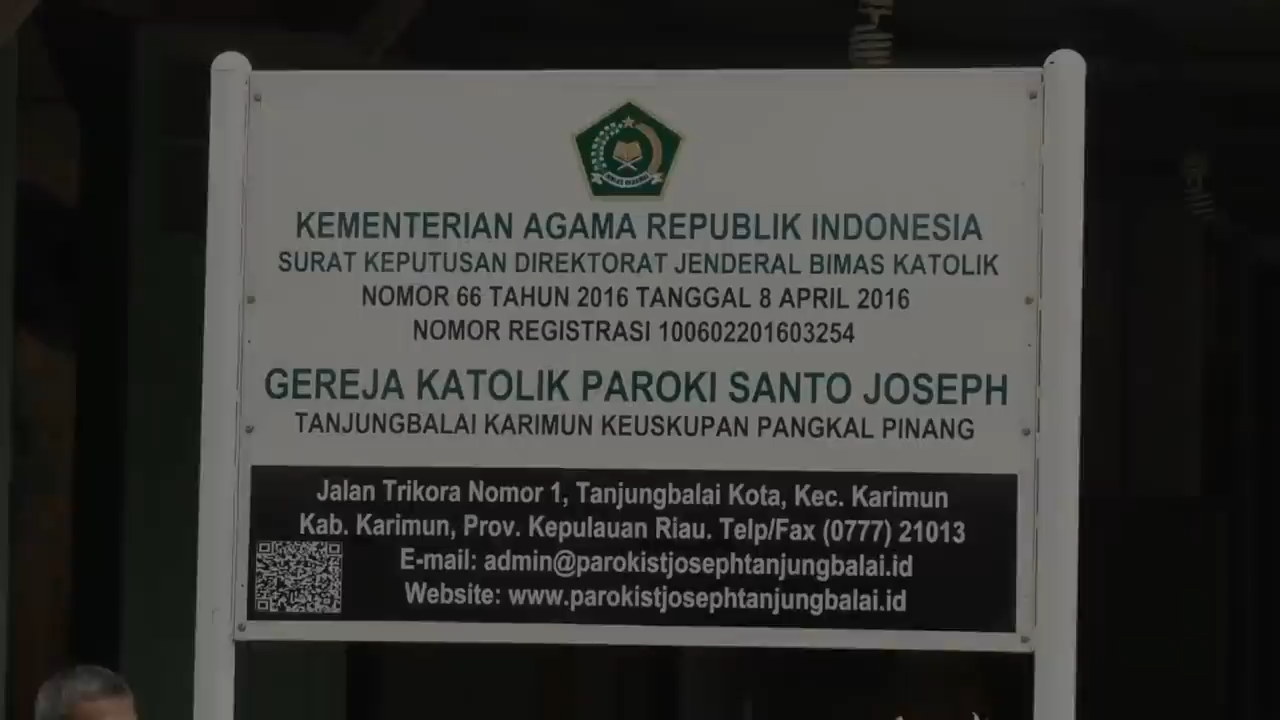 KEMENTERIAN AGAMA REPUBLIK INDONESIA
SURAT KEPUTUSAN DIREKTORAT JENDERAL BIMAS KATOLIK
NOMOR 66 TAHUN 2016 TANGGAL 8 APRIL 2016
NOMOR REGISTRASI 100602201603254
GEREJA KATOLIK PAROKI SANTO JOSEPH
TANJUNGBALAI KARIMUN KEUSKUPAN PANGKAL PINANG
Jalan Trikora Nomor 1, Tanjungbalai Kota, Kec. Karimun
Kab. Karimun, Prov. Kepulauan Riau. Telp/Fax (0777) 21013
E-mail: admin@parokistjosephtanjungbalai.id
Website: www.parokistjosephtanjungbalai.id